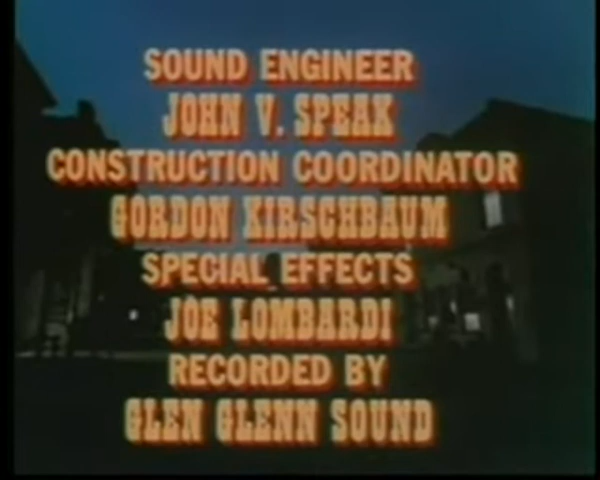 SOUND ENGINEER
JOHN V. SPEAK
CONSTRUCTION COORDINATOR
GORDON KIRSCHBAUM
SPECIAL EFFECTS
JOE LOMBARDI
RECORDED BY
GLEN GLENN SOUND